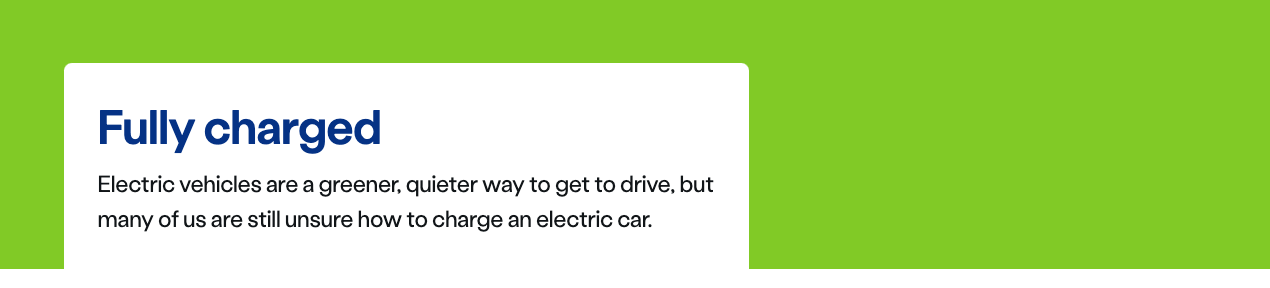 Fully charged
Electric vehicles are a greener, quieter way to get to drive, but
many of us are still unsure how to charge an electric car.